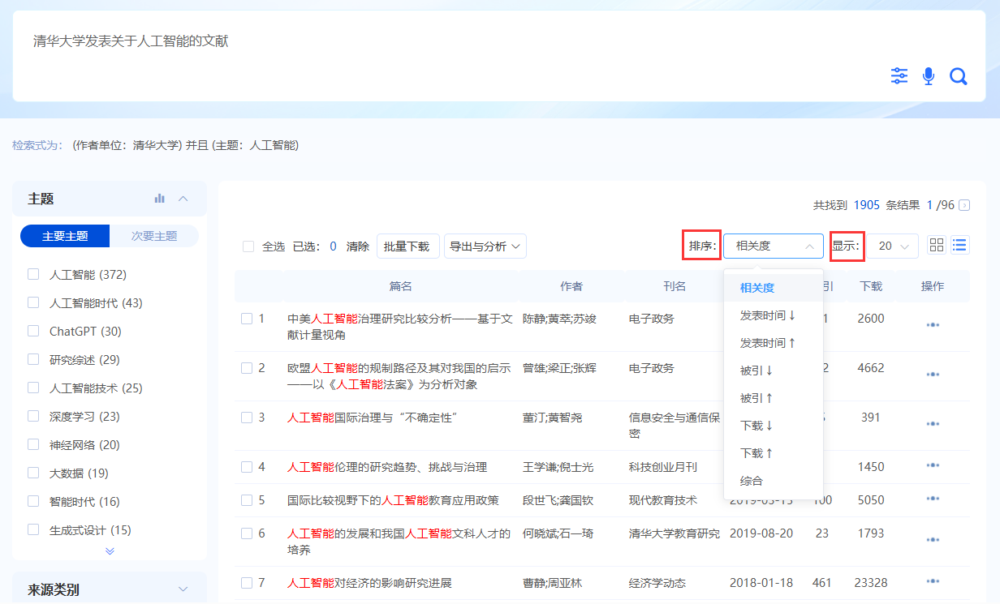 清华大学发表关于人工智能的文献
检索式为： (作者单位：清华大学) 并且 (主题：人工智能)
主题
主要主题 次要主题
人工智能 (372)
人工智能时代 (43)
ChatGPT (30)
研究综述 (29)
人工智能技术 (25)
深度学习 (23)
神经网络 (20)
大数据 (19)
智能时代 (16)
生成式设计 (15)
来源类别
共找到 1905 条结果 1 /96
全选 已选： 0 清除 批量下载 导出与分析 排序： 相关度 显示： 20
篇名 作者 刊名 引 下载 操作
相关度
发表时间↓
发表时间↑
被引↓
被引↑
下载↓
下载↑
综合
1 中美人工智能治理研究比较分析——基于文 陈静;黄萃;苏竣 电子政务 1 2600
献计量视角
2 欧盟人工智能的规制路径及其对我国的启示 曾雄;梁正;张辉 电子政务 2 4662
——以《人工智能法案》为分析对象
3 人工智能国际治理与“不确定性” 董汀;黄智尧 信息安全与通信保 391
密
4 人工智能伦理的研究趋势、挑战与治理 王学谦;倪士光 科技创业月刊 1450
5 国际比较视野下的人工智能教育应用政策 段世飞;龚国钦 现代教育技术 2019-03-15 100 5050
6 人工智能的发展和我国人工智能文科人才的 何晓斌;石一琦 清华大学教育研究 2019-08-20 23 1793
培养
7 人工智能对经济的影响研究进展 曹静;周亚林 经济学动态 2018-01-18 461 23328